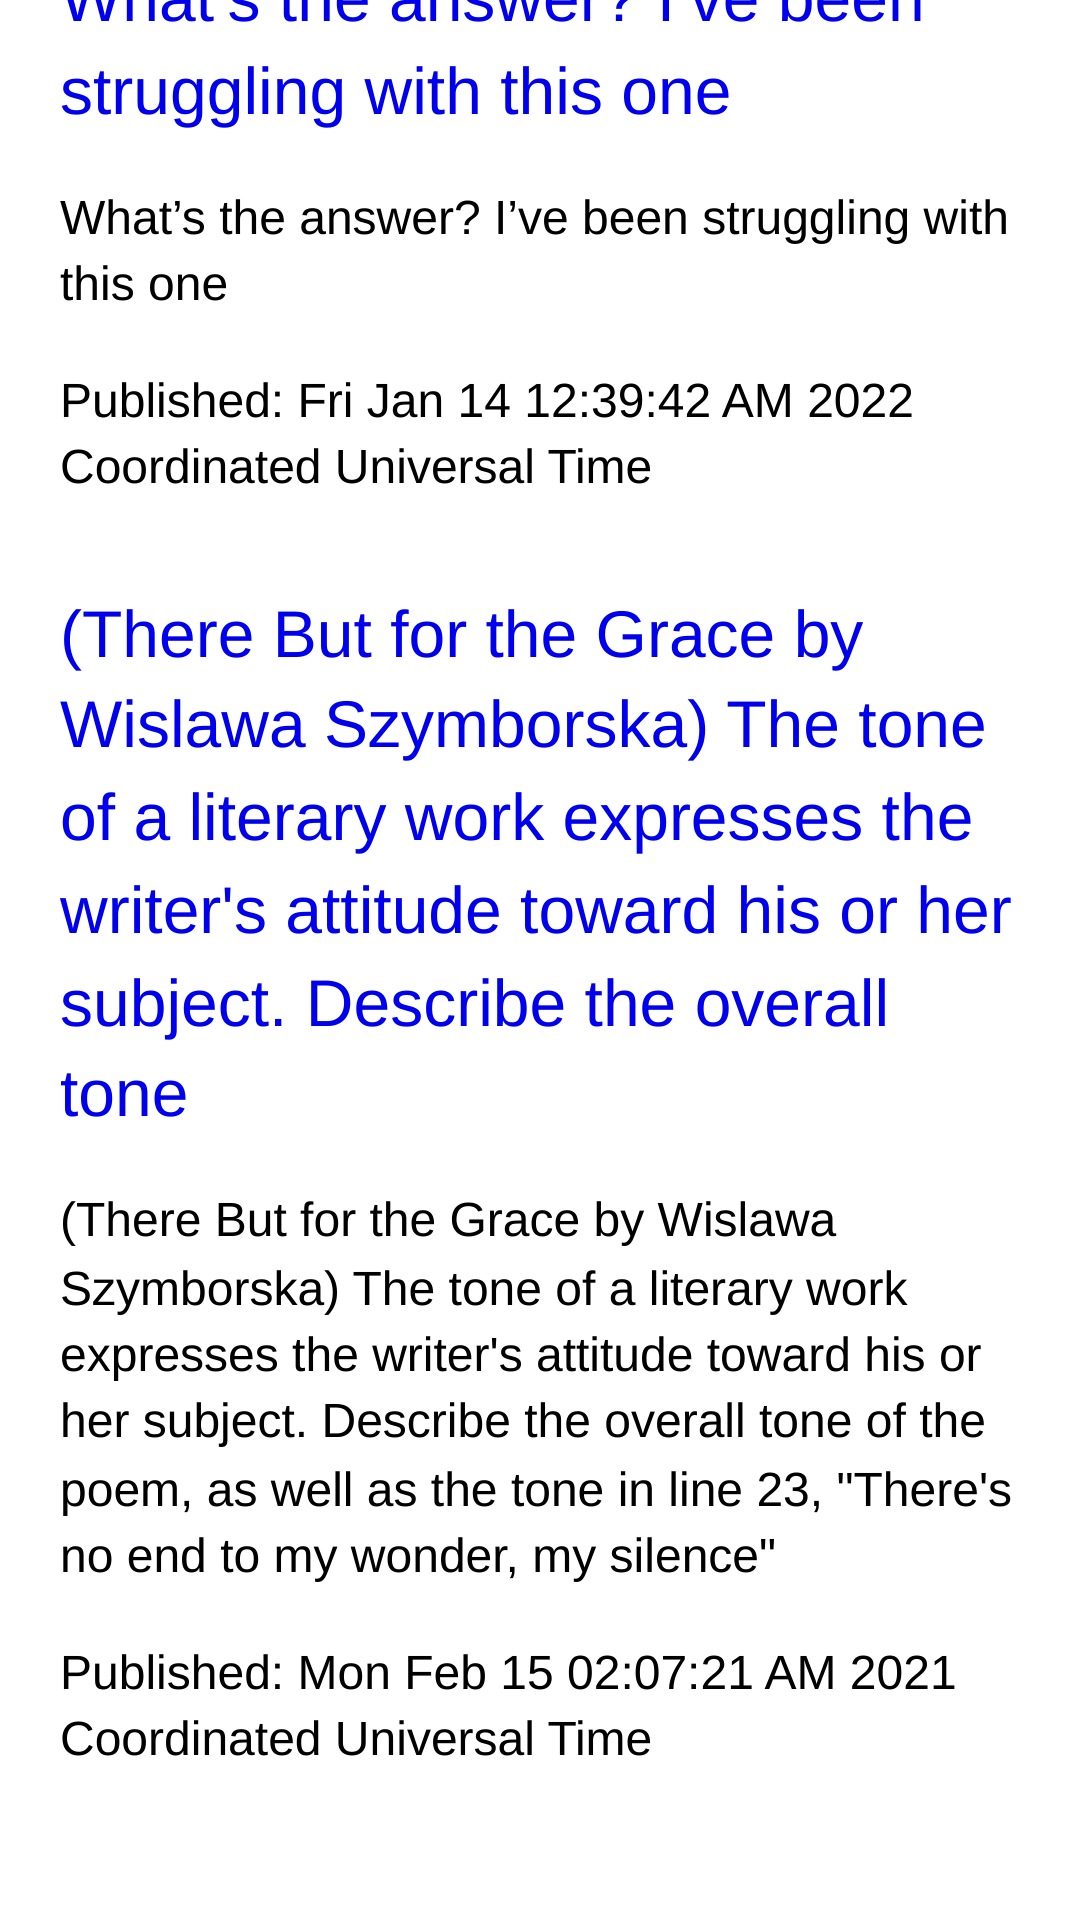 What's the answer? I've been
struggling with this one
What’s the answer? I’ve been struggling with
this one
Published: Fri Jan 14 12:39:42 AM 2022
Coordinated Universal Time
(There But for the Grace by
Wislawa Szymborska) The tone
of a literary work expresses the
writer's attitude toward his or her
subject. Describe the overall
tone
(There But for the Grace by Wislawa
Szymborska) The tone of a literary work
expresses the writer's attitude toward his or
her subject. Describe the overall tone of the
poem, as well as the tone in line 23, "There's
no end to my wonder, my silence"
Published: Mon Feb 15 02:07:21 AM 2021
Coordinated Universal Time